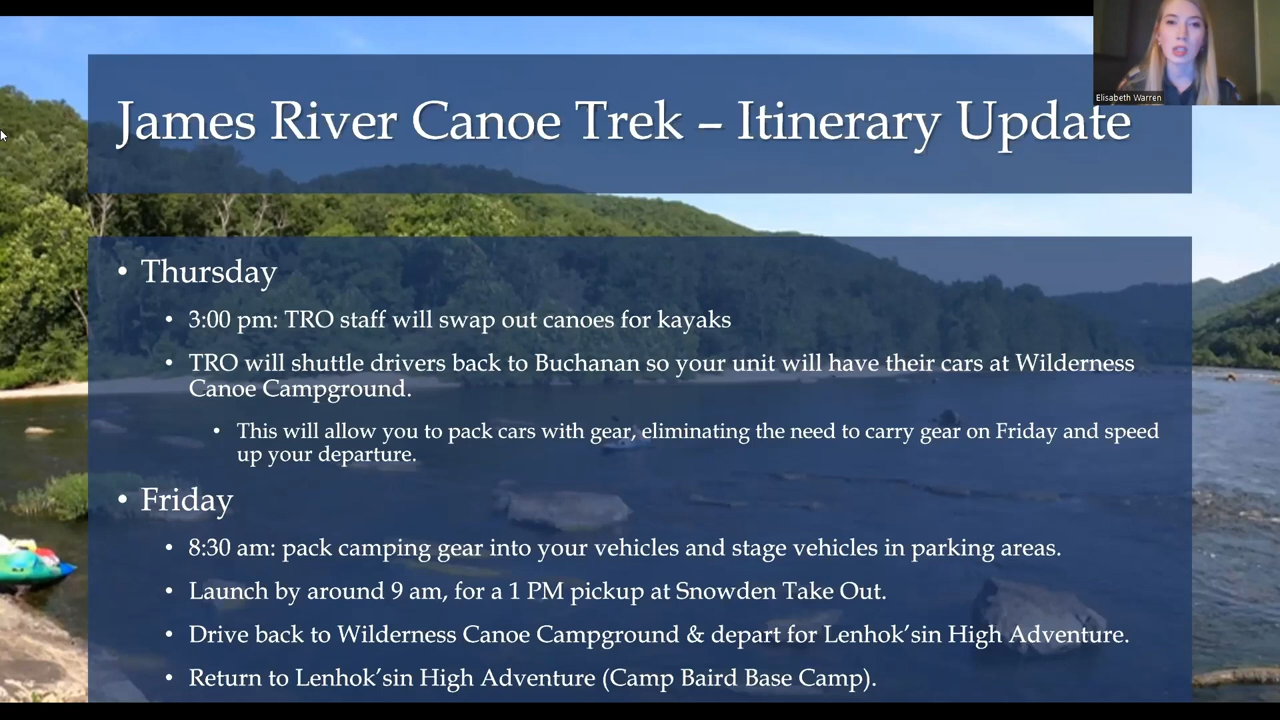 Elisabeth Warren
James River Canoe Trek – Itinerary Update
• Thursday
• 3:00 pm: TRO staff will swap out canoes for kayaks
• TRO will shuttle drivers back to Buchanan so your unit will have their cars at Wilderness
Canoe Campground.
• This will allow you to pack cars with gear, eliminating the need to carry gear on Friday and speed
up your departure.
• Friday
• 8:30 am: pack camping gear into your vehicles and stage vehicles in parking areas.
• Launch by around 9 am, for a 1 PM pickup at Snowden Take Out.
• Drive back to Wilderness Canoe Campground & depart for Lenhok’sin High Adventure.
• Return to Lenhok’sin High Adventure (Camp Baird Base Camp).